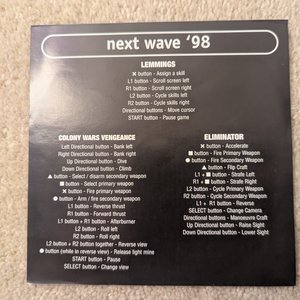 next wave '98
LEMMINGS
✖ button - Assign a skill
L1 button - Scroll screen left
R1 button - Scroll screen right
L2 button - Cycle skills left
R2 button - Cycle skills right
Directional buttons - Move cursor
START button - Pause game
COLONY WARS VENGEANCE
Left Directional button - Bank left
Right Directional button - Bank right
Up Directional button - Dive
Down Directional button - Climb
▲ button - Select / disarm secondary weapon
■ button - Select primary weapon
✖ button - Fire primary weapon
● button - Arm / fire secondary weapon
L1 button - Reverse thrust
R1 button - Forward thrust
L1 button + R1 button - Afterburner
L2 button - Roll left
R2 button - Roll right
L2 button + R2 button together - Reverse view
● button (while in reverse view) - Release light mine
START button - Pause
SELECT button - Change view
ELIMINATOR
✖ button - Accelerate
■ button - Fire Primary Weapon
● button - Fire Secondary Weapon
▲ button - Flip Craft
L1 + ■ button - Strafe Left
R1 + ■ button - Strafe Right
L2 button - Cycle Primary Weapon
R2 button - Cycle Secondary Weapon
L1 + R1 button - Reverse
SELECT button - Change Camera
Directional buttons - Manoeuvre Craft
Up Directional button - Raise Sight
Down Directional button - Lower Sight